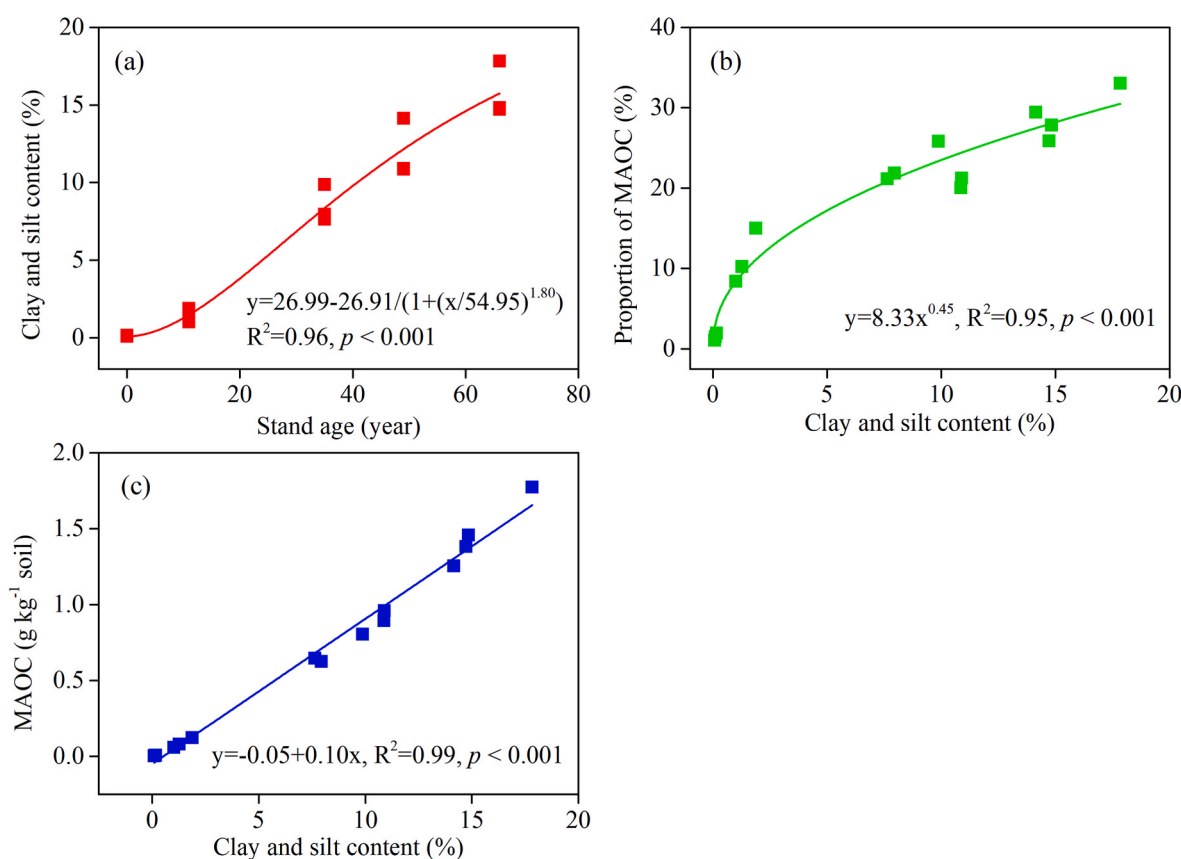 (a)
Clay and silt content (%)
20
15
10
5
0
y=26.99-26.91/(1+(x/54.95)^1.80)
R²=0.96, p < 0.001
0 20 40 60 80
Stand age (year)
(b)
Proportion of MAOC (%)
40
30
20
10
0
y=8.33x^0.45, R²=0.95, p < 0.001
0 5 10 15 20
Clay and silt content (%)
(c)
MAOC (g kg⁻¹ soil)
2.0
1.5
1.0
0.5
0.0
y=-0.05+0.10x, R²=0.99, p < 0.001
0 5 10 15 20
Clay and silt content (%)